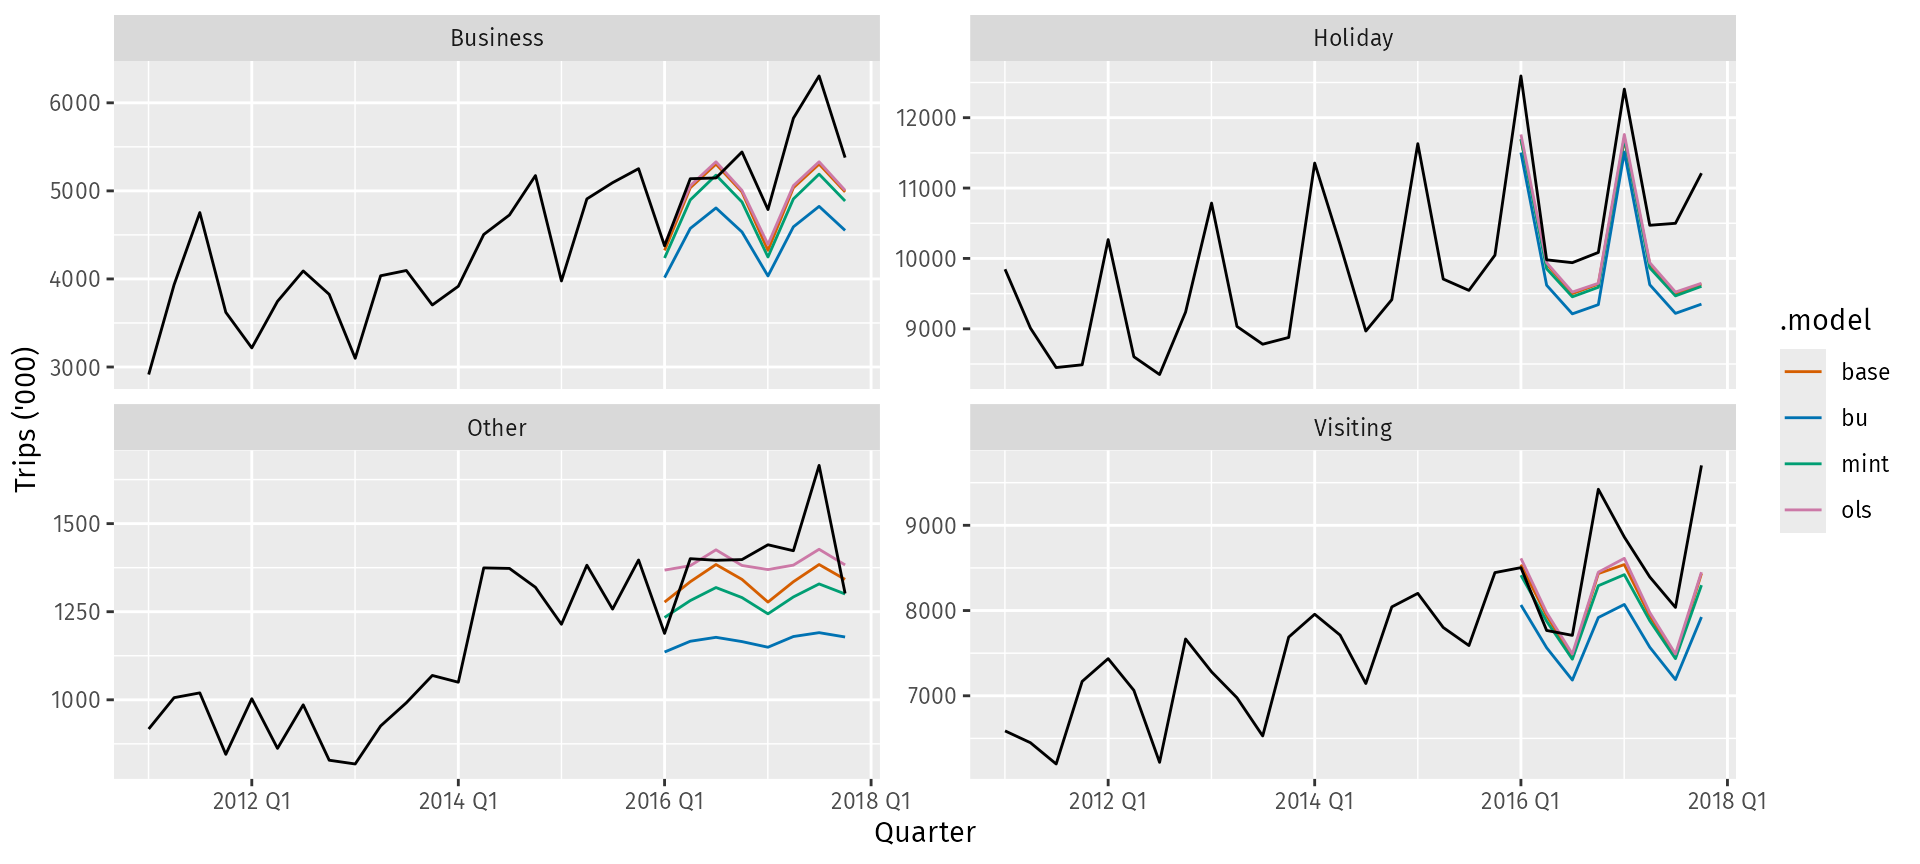 Business
Holiday
6000
5000
4000
3000
12000
11000
10000
9000
Other
Visiting
1500
1250
1000
9000
8000
7000
2012 Q1
2014 Q1
2016 Q1
2018 Q1
2012 Q1
2014 Q1
2016 Q1
2018 Q1
Quarter
Trips ('000)
.model
base
bu
mint
ols